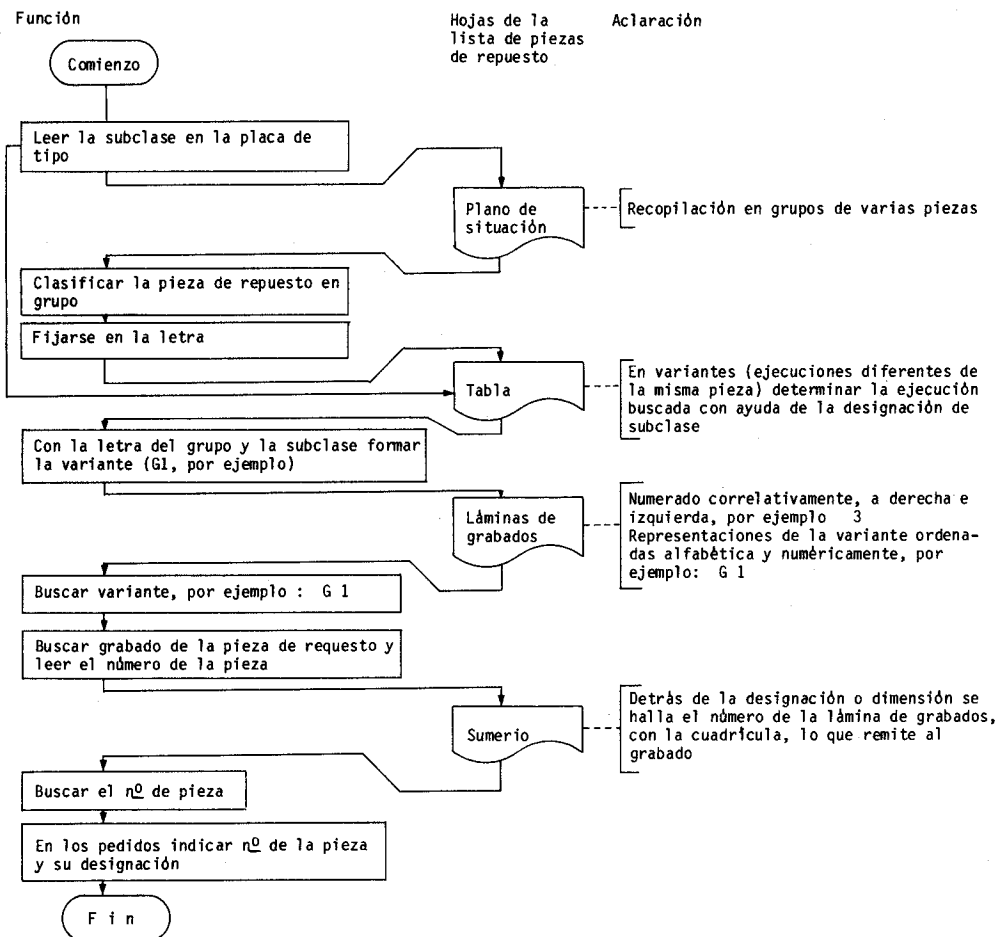 Función
Hojas de la
lista de piezas
de repuesto
Aclaración
Comienzo
Leer la subclase en la placa de
tipo
Plano de
situación
Recopilación en grupos de varias piezas
Clasificar la pieza de repuesto en
grupo
Fijarse en la letra
Tabla
En variantes (ejecuciones diferentes de
la misma pieza) determinar la ejecución
buscada con ayuda de la designación de
subclase
Con la letra del grupo y la subclase formar
la variante (G1, por ejemplo)
Láminas de
grabados
Numerado correlativamente, a derecha e
izquierda, por ejemplo 3
Representaciones de la variante ordena-
das alfabética y numéricamente, por
ejemplo: G 1
Buscar variante, por ejemplo : G 1
Buscar grabado de la pieza de requesto y
leer el número de la pieza
Sumerio
Detrás de la designación o dimensión se
halla el número de la lámina de grabados,
con la cuadrícula, lo que remite al
grabado
Buscar el nº de pieza
En los pedidos indicar nº de la pieza
y su designación
F i n